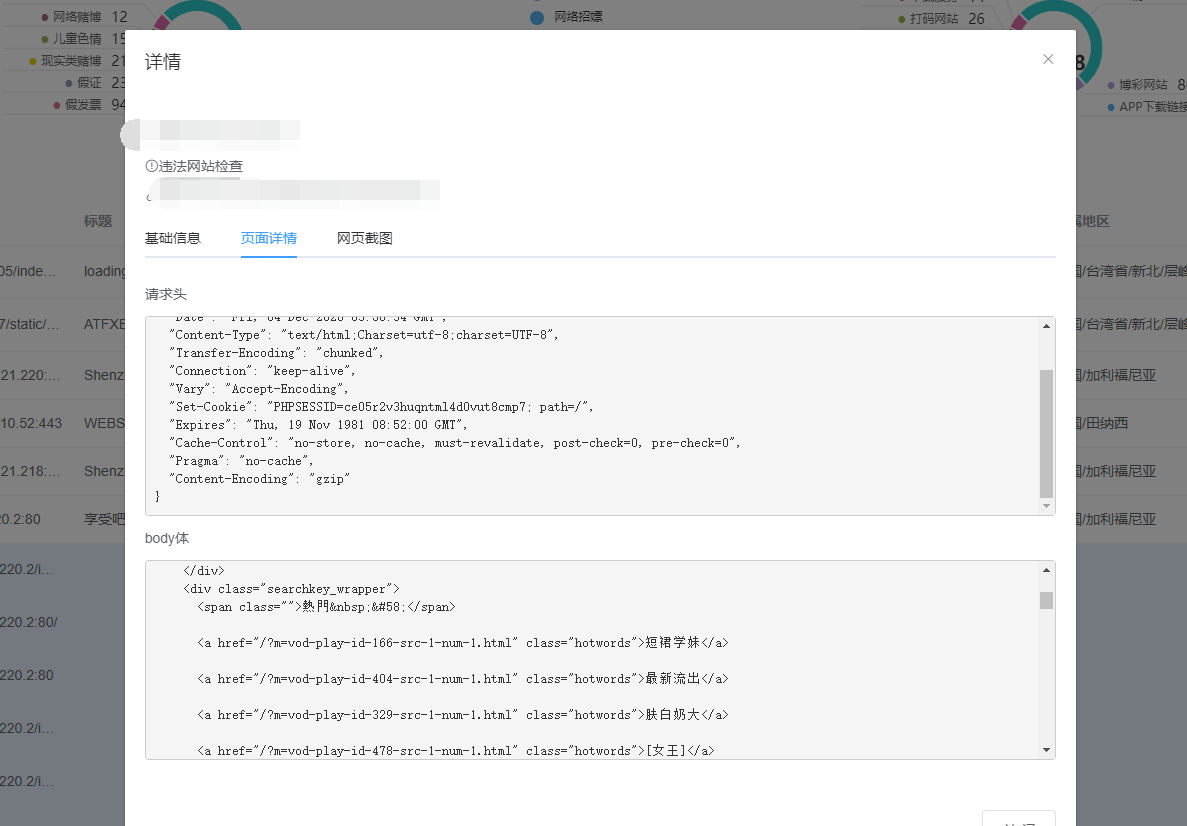 网络赌博 12
儿童色情 15
现实类赌博 21
假证 23
假发票 94
网络招嫖
打码网站 26
8
博彩网站 8
APP下载链接
详情
违法网站检查
标题
属地区
基础信息
页面详情
网页截图
05/inde...
loading
国/台湾省/新北/层峰
7/static/...
ATFXE
国/台湾省/新北/层峰
21.220:...
Shenz
国/加利福尼亚
10.52:443
WEBS
国/田纳西
21.218:...
Shenz
国/加利福尼亚
20.2:80
享受吧
国/加利福尼亚
220.2/i...
220.2:80/
220.2:80
220.2/i...
220.2/i...
请求头
"Date": "Fri, 04 Dec 2020 03:30:54 GMT",
"Content-Type": "text/html;Charset=utf-8;charset=UTF-8",
"Transfer-Encoding": "chunked",
"Connection": "keep-alive",
"Vary": "Accept-Encoding",
"Set-Cookie": "PHPSESSID=ce05r2v3huqntml4d0vut8cmp7; path=/",
"Expires": "Thu, 19 Nov 1981 08:52:00 GMT",
"Cache-Control": "no-store, no-cache, must-revalidate, post-check=0, pre-check=0",
"Pragma": "no-cache",
"Content-Encoding": "gzip"
}
body体
</div>
<div class="searchkey_wrapper">
<span class="">熱門&nbsp;&#58;</span>
<a href="/?m=vod-play-id-166-src-1-num-1.html" class="hotwords">短裙学妹</a>
<a href="/?m=vod-play-id-404-src-1-num-1.html" class="hotwords">最新流出</a>
<a href="/?m=vod-play-id-329-src-1-num-1.html" class="hotwords">肤白奶大</a>
<a href="/?m=vod-play-id-478-src-1-num-1.html" class="hotwords">[女王]</a>